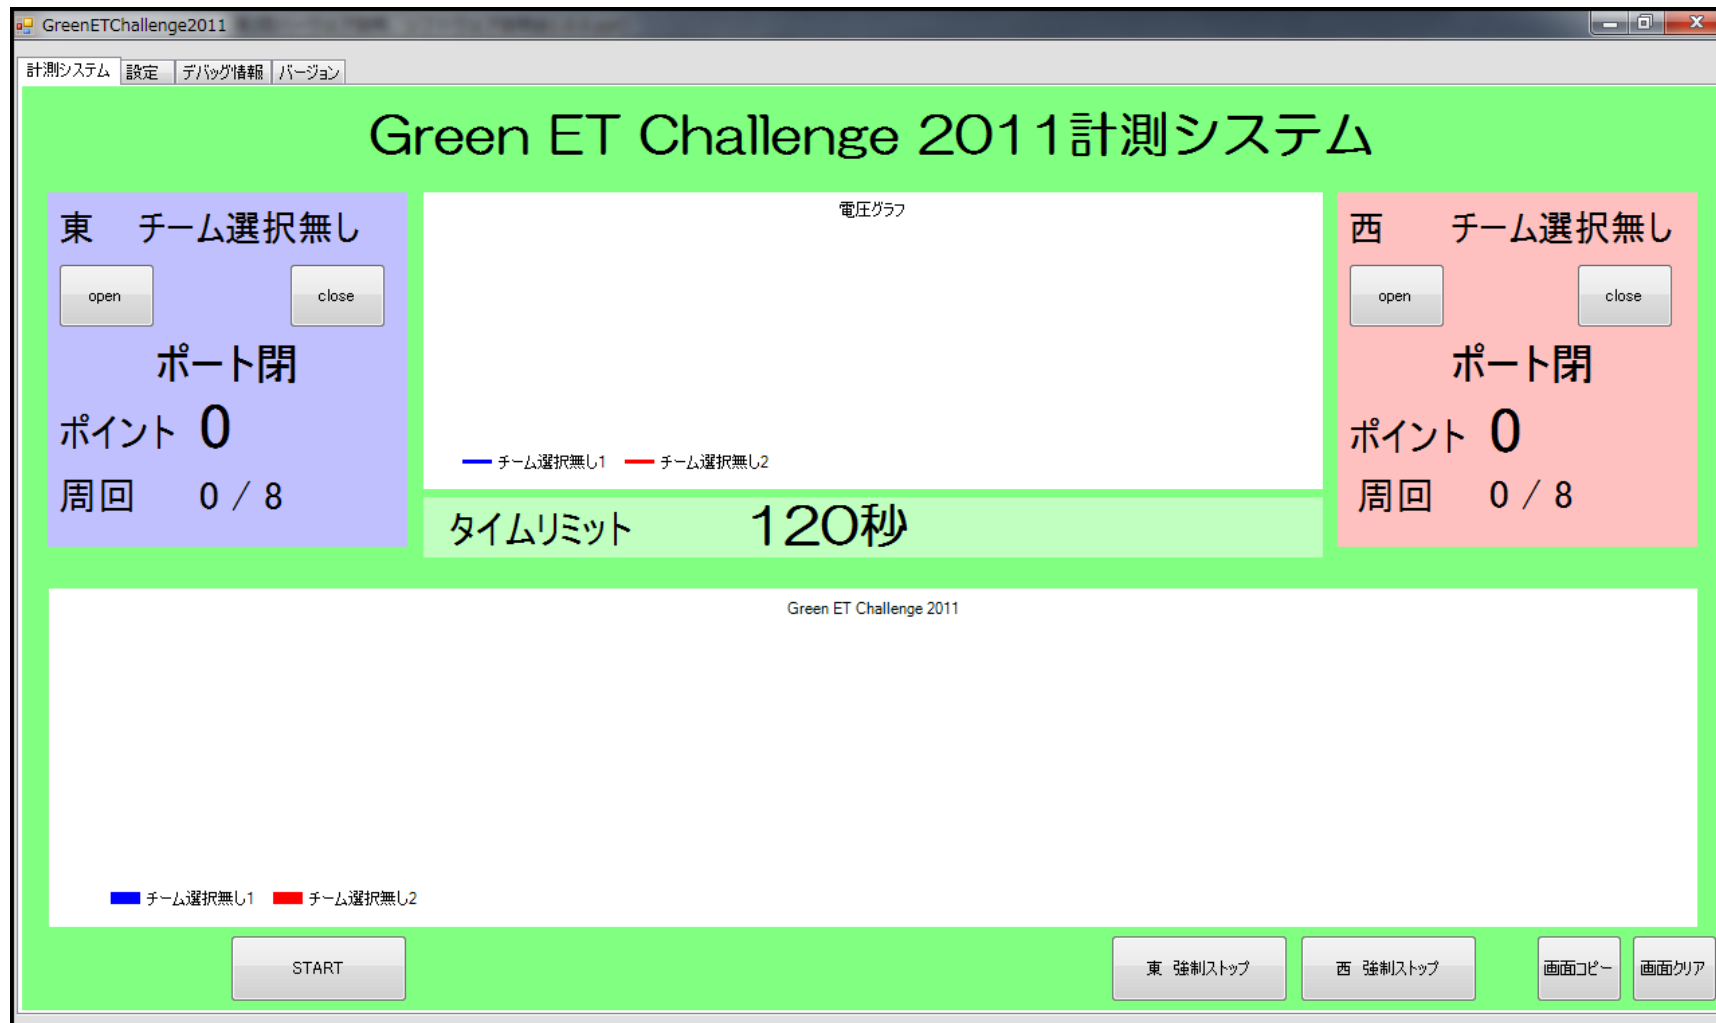 GreenETChallenge2011
計測システム 設定 デバッグ情報 バージョン
Green ET Challenge 2011計測システム
東 チーム選択無し
open close
ポート閉
ポイント 0
周回 0 / 8
電圧グラフ
チーム選択無し1 チーム選択無し2
タイムリミット 120秒
西 チーム選択無し
open close
ポート閉
ポイント 0
周回 0 / 8
Green ET Challenge 2011
チーム選択無し1 チーム選択無し2
START 東 強制ストップ 西 強制ストップ 画面コピー 画面クリア